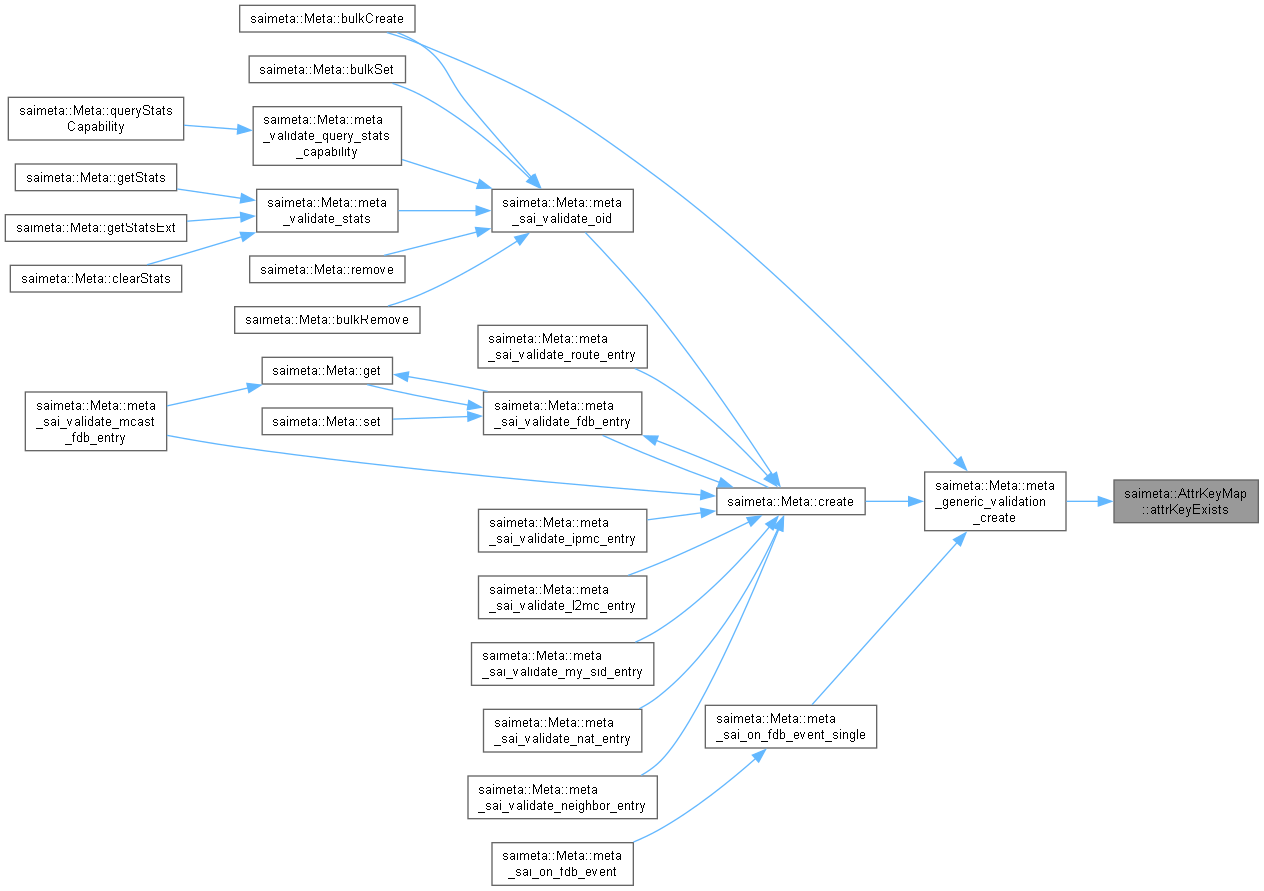 saimeta::Meta::bulkCreate
saimeta::Meta::bulkSet
saimeta::Meta::queryStats
Capability
saimeta::Meta::meta
_validate_query_stats
_capability
saimeta::Meta::getStats
saimeta::Meta::meta
_validate_stats
saimeta::Meta::meta
_sai_validate_oid
saimeta::Meta::getStatsExt
saimeta::Meta::clearStats
saimeta::Meta::remove
saimeta::Meta::bulkRemove
saimeta::Meta::meta
_sai_validate_route_entry
saimeta::Meta::get
saimeta::Meta::meta
_sai_validate_mcast
_fdb_entry
saimeta::Meta::set
saimeta::Meta::meta
_sai_validate_fdb_entry
saimeta::Meta::create
saimeta::Meta::meta
_generic_validation
_create
saimeta::AttrKeyMap
::attrKeyExists
saimeta::Meta::meta
_sai_validate_ipmc_entry
saimeta::Meta::meta
_sai_validate_l2mc_entry
saimeta::Meta::meta
_sai_validate_my_sid_entry
saimeta::Meta::meta
_sai_validate_nat_entry
saimeta::Meta::meta
_sai_on_fdb_event_single
saimeta::Meta::meta
_sai_validate_neighbor_entry
saimeta::Meta::meta
_sai_on_fdb_event